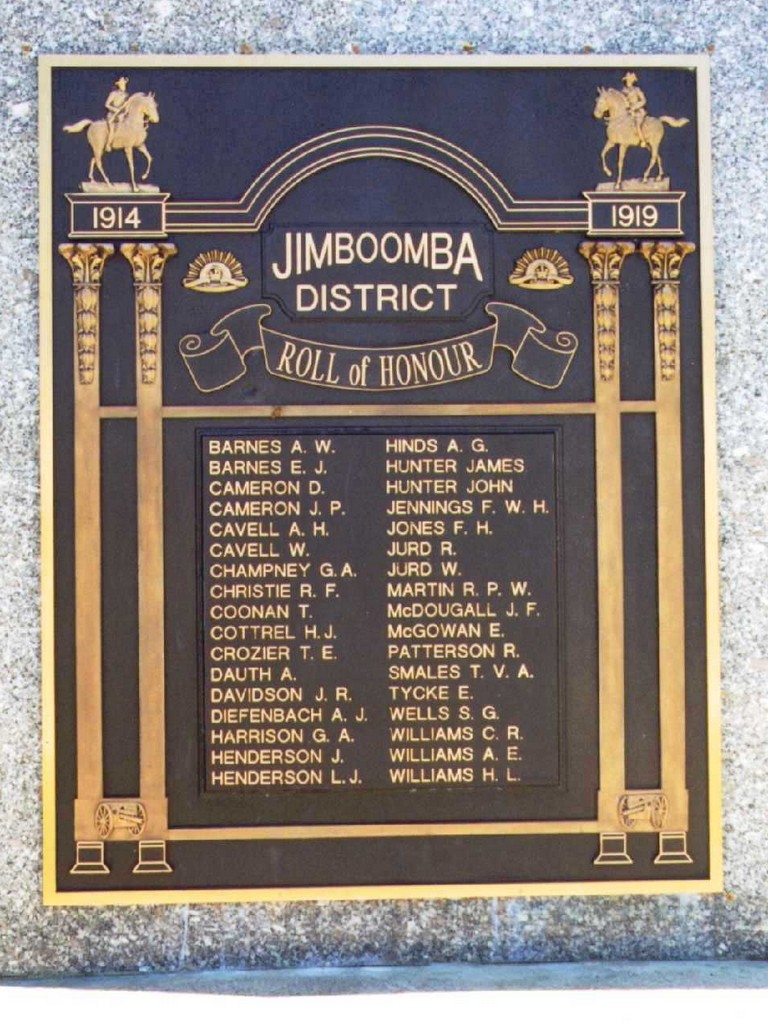 1914
1919
JIMBOOMBA
DISTRICT
ROLL of HONOUR
BARNES A. W.
BARNES E. J.
CAMERON D.
CAMERON J. P.
CAVELL A. H.
CAVELL W.
CHAMPNEY G. A.
CHRISTIE R. F.
COONAN T.
COTTREL H. J.
CROZIER T. E.
DAUTH A.
DAVIDSON J. R.
DIEFENBACH A. J.
HARRISON G. A.
HENDERSON J.
HENDERSON L. J.
HINDS A. G.
HUNTER JAMES
HUNTER JOHN
JENNINGS F. W. H.
JONES F. H.
JURD R.
JURD W.
MARTIN R. P. W.
McDOUGALL J. F.
McGOWAN E.
PATTERSON R.
SMALES T. V. A.
TYCKE E.
WELLS S. G.
WILLIAMS C. R.
WILLIAMS A. E.
WILLIAMS H. L.